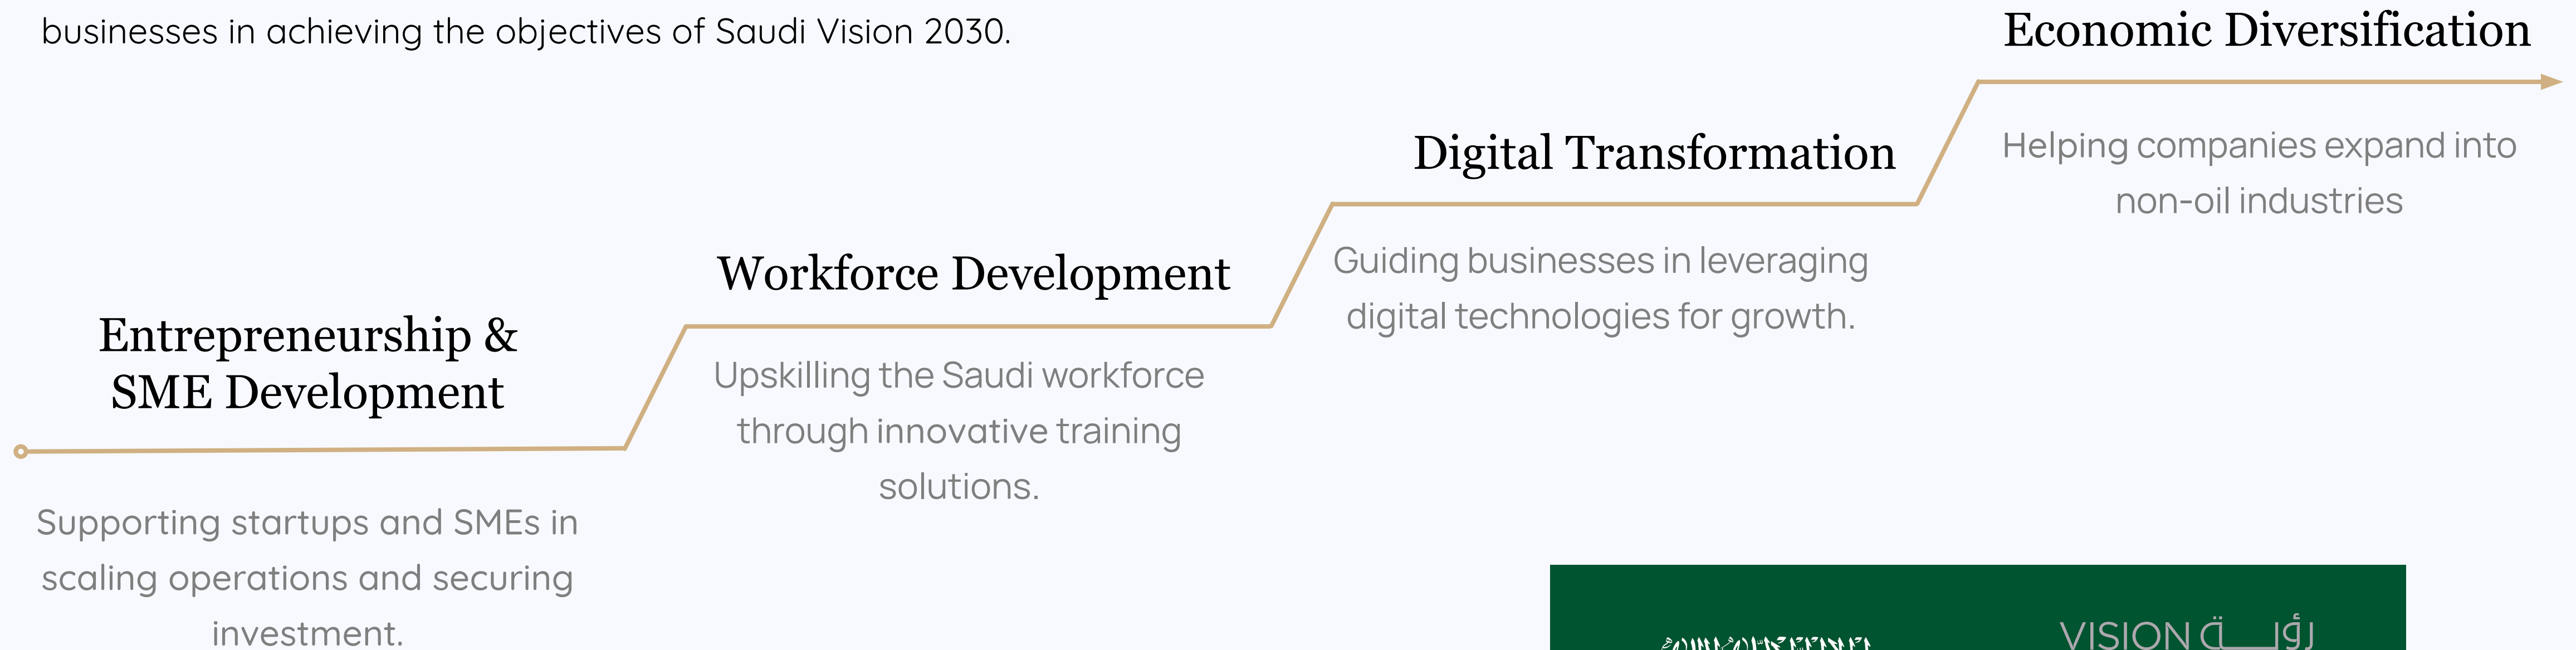 businesses in achieving the objectives of Saudi Vision 2030.
Entrepreneurship &
SME Development
Supporting startups and SMEs in
scaling operations and securing
investment.
Workforce Development
Upskilling the Saudi workforce
through innovative training
solutions.
Digital Transformation
Guiding businesses in leveraging
digital technologies for growth.
Economic Diversification
Helping companies expand into
non-oil industries
VISION رؤيــة